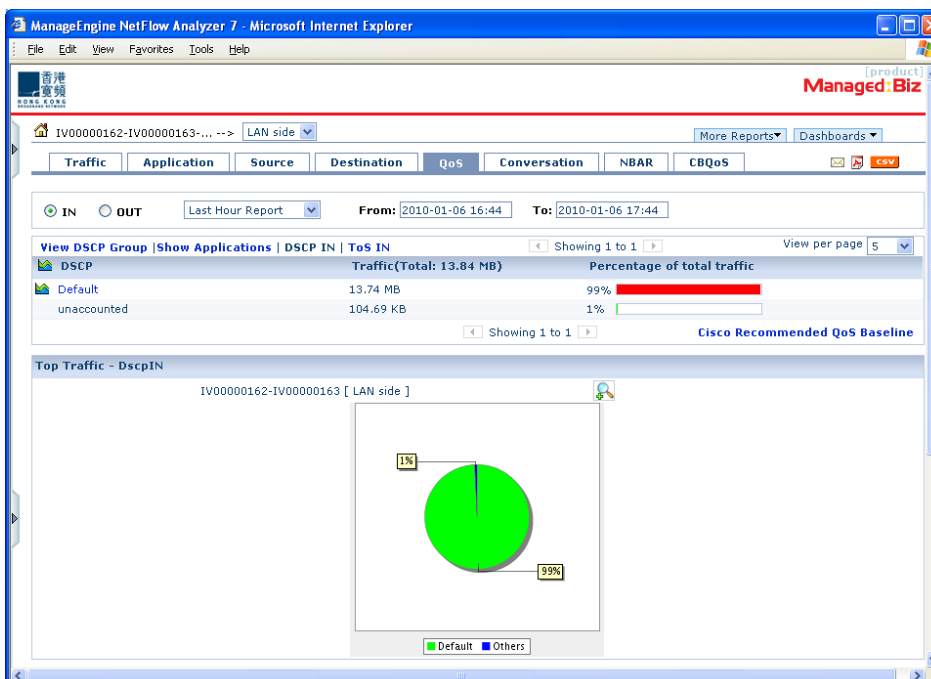 ManageEngine NetFlow Analyzer 7 - Microsoft Internet Explorer
File Edit View Favorites Tools Help
香港
寬頻
HONG KONG
BROADBAND NETWORK
[product]
Managed:Biz
IV00000162-IV00000163-... --> LAN side
More Reports Dashboards
Traffic Application Source Destination QoS Conversation NBAR CBQoS CSV
IN OUT Last Hour Report From: 2010-01-06 16:44 To: 2010-01-06 17:44
View DSCP Group |Show Applications | DSCP IN | ToS IN Showing 1 to 1 View per page 5
DSCP Traffic(Total: 13.84 MB) Percentage of total traffic
Default 13.74 MB 99%
unaccounted 104.69 KB 1%
Showing 1 to 1 Cisco Recommended QoS Baseline
Top Traffic - DscpIN
IV00000162-IV00000163 [ LAN side ]
1%
99%
Default Others